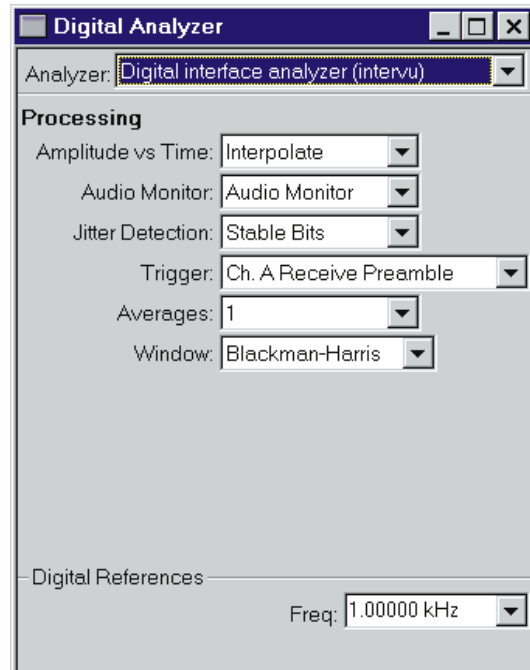 Digital Analyzer
Analyzer: Digital interface analyzer (intervu)
Processing
Amplitude vs Time: Interpolate
Audio Monitor: Audio Monitor
Jitter Detection: Stable Bits
Trigger: Ch. A Receive Preamble
Averages: 1
Window: Blackman-Harris
Digital References
Freq: 1.00000 kHz